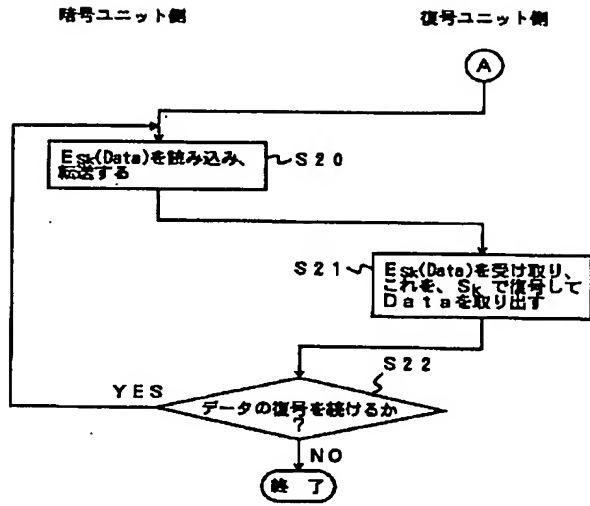 暗号ユニット側
復号ユニット側
A
ESk(Data)を読み込み、
転送する
S20
S21
ESk(Data)を受け取り、
これを、Skで復号して
Dataを取り出す
S22
YES
データの復号を続けるか
?
NO
終 了